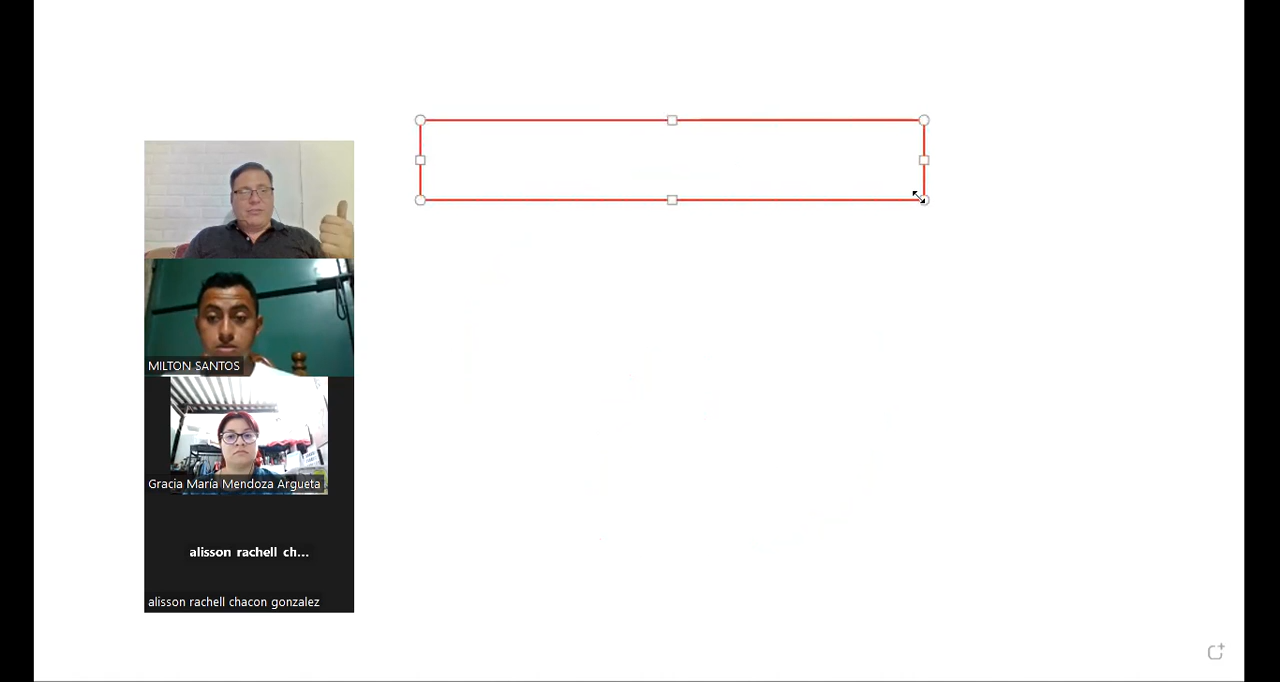 MILTON SANTOS
Gracia María Mendoza Argueta
alisson rachell ch...
alisson rachell chacon gonzalez